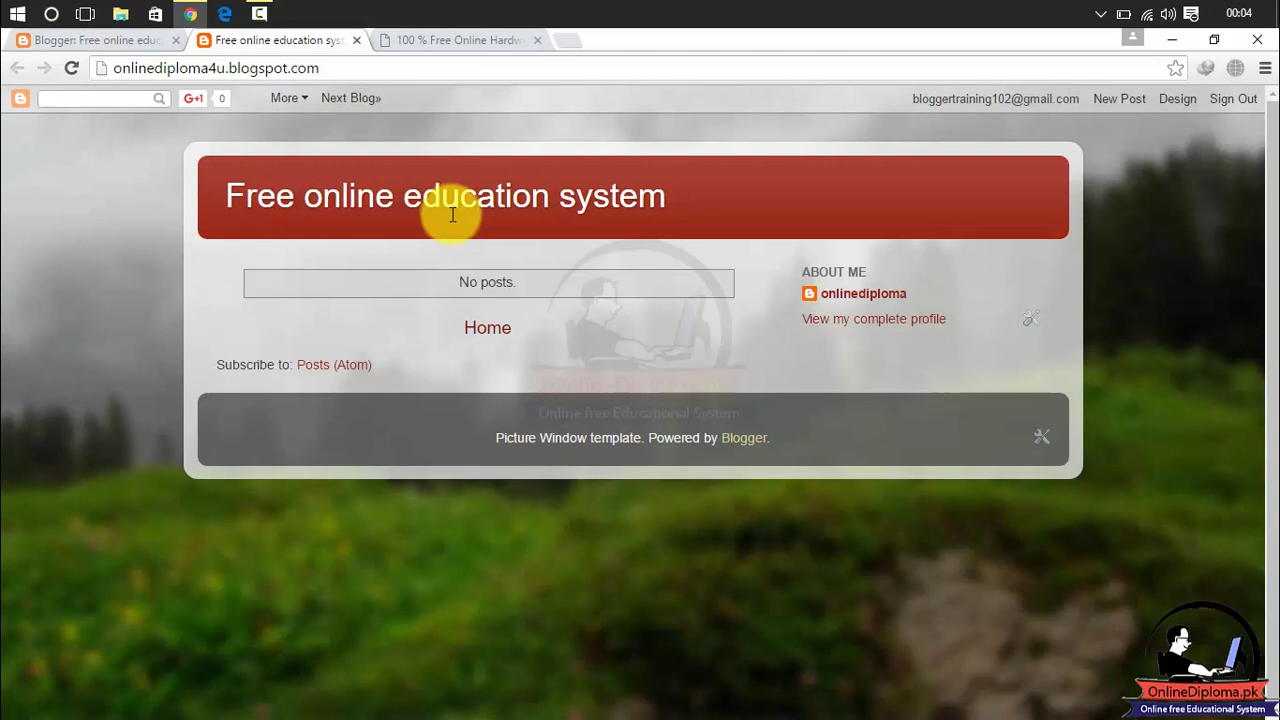 00:04
Blogger: Free online educ
Free online education sys
100 % Free Online Hardw
onlinediploma4u.blogspot.com
G+1 0 More Next Blog» bloggertraining102@gmail.com New Post Design Sign Out
Free online education system
No posts.
Home
Subscribe to: Posts (Atom)
ABOUT ME
onlinediploma
View my complete profile
OnlineDiploma.pk
Online free Educational System
Picture Window template. Powered by Blogger.
OnlineDiploma.pk
Online free Educational System